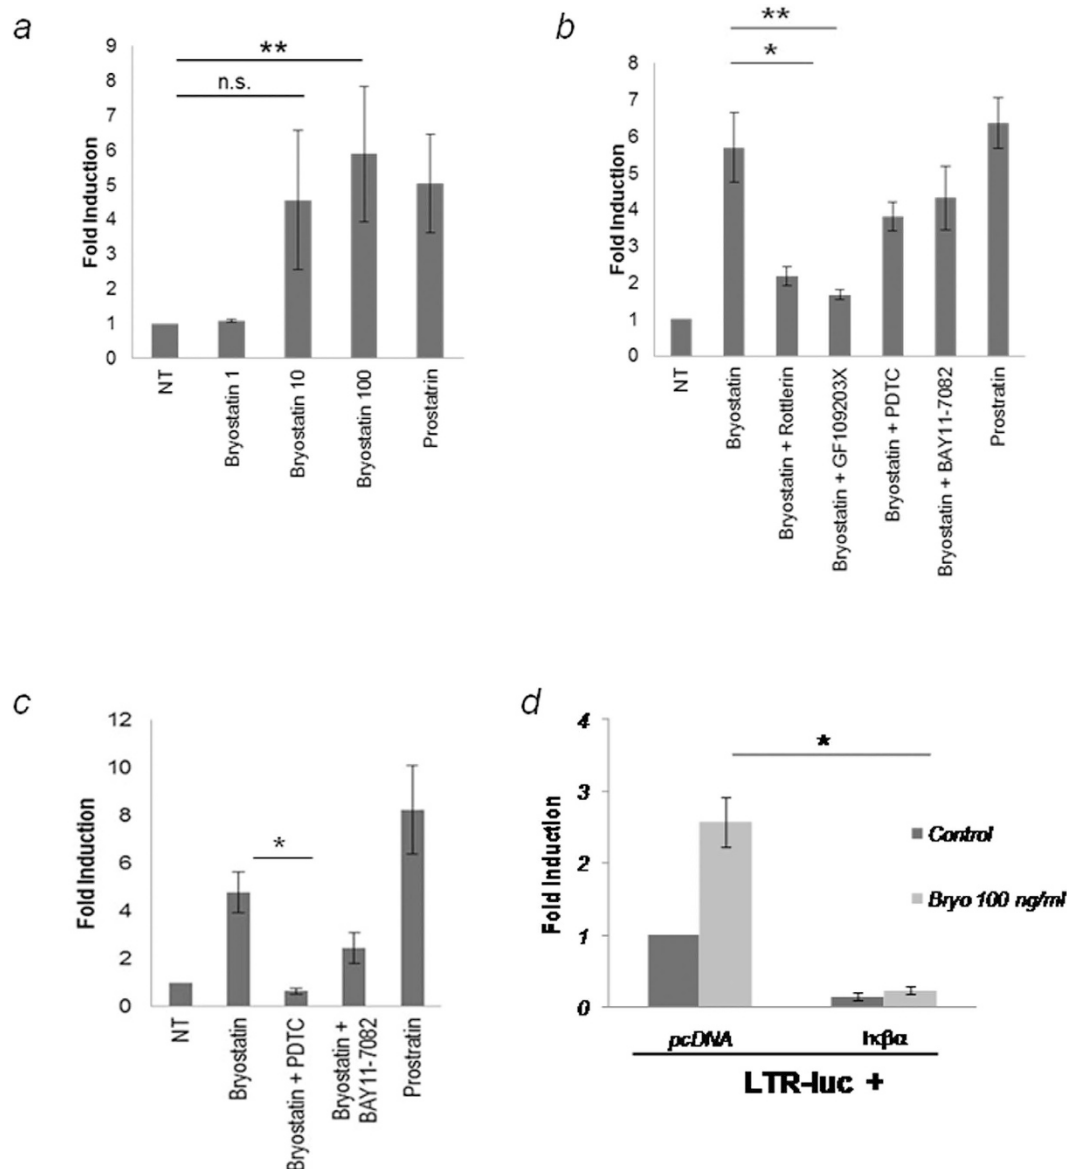 a
**
n.s.
Fold Induction
9
8
7
6
5
4
3
2
1
0
NT
Bryostatin 1
Bryostatin 10
Bryostatin 100
Prostatrin
b
**
*
Fold Induction
8
7
6
5
4
3
2
1
0
NT
Bryostatin
Bryostatin + Rottlerin
Bryostatin + GF109203X
Bryostatin + PDTC
Bryostatin + BAY11-7082
Prostratin
c
*
Fold Induction
12
10
8
6
4
2
0
NT
Bryostatin
Bryostatin + PDTC
Bryostatin +
BAY11-7082
Prostratin
d
*
Fold Induction
4
3
2
1
0
Control
Bryo 100 ng/ml
pcDNA
Iκβα
LTR-luc +